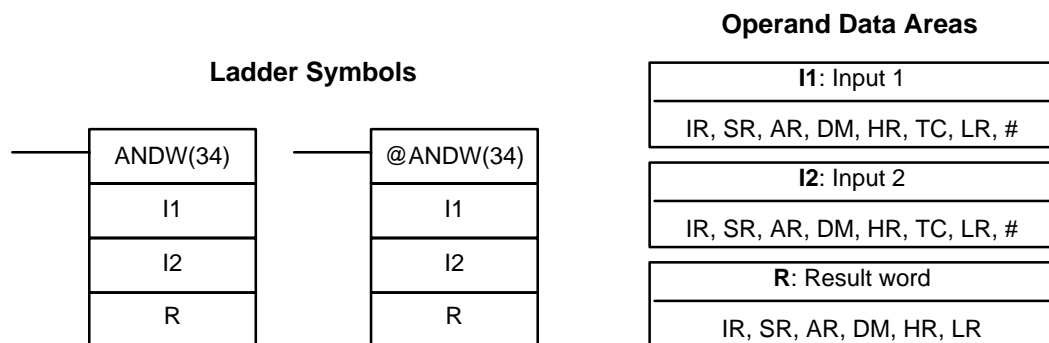 Ladder Symbols
ANDW(34)
I1
I2
R
@ANDW(34)
I1
I2
R
Operand Data Areas
I1: Input 1
IR, SR, AR, DM, HR, TC, LR, #
I2: Input 2
IR, SR, AR, DM, HR, TC, LR, #
R: Result word
IR, SR, AR, DM, HR, LR